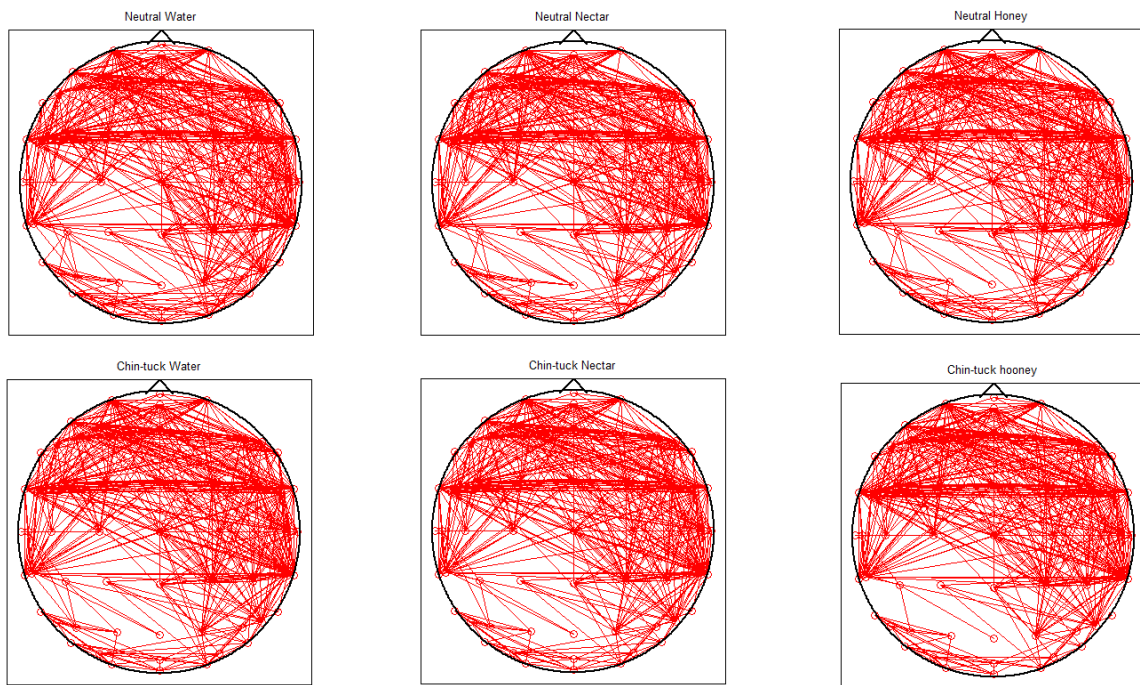 Neutral Water
Neutral Nectar
Neutral Honey
Chin-tuck Water
Chin-tuck Nectar
Chin-tuck hooney